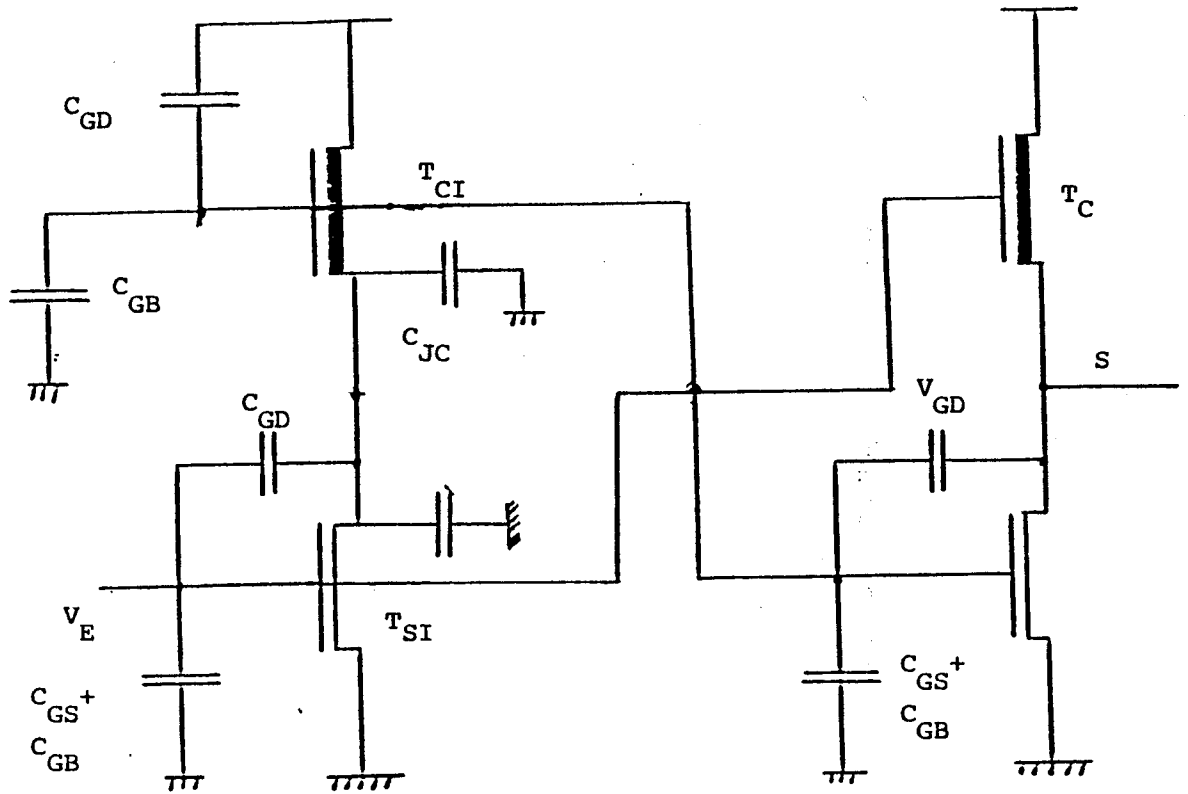 C_GD
T_CI
T_C
C_GB
C_JC
S
C_GD
V_GD
V_E
T_SI
C_GS+
C_GB
C_GS+
C_GB